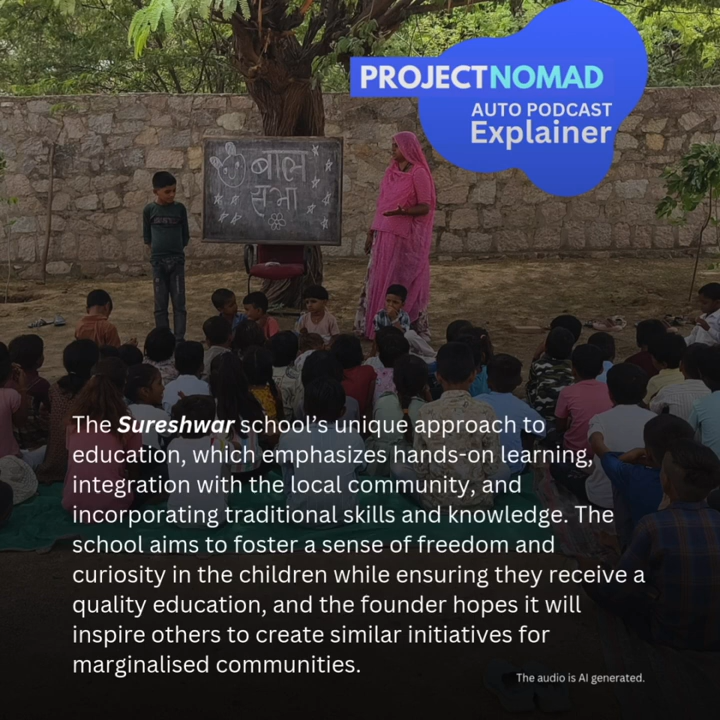 PROJECTNOMAD
AUTO PODCAST
Explainer
बाल
सभा
The Sureshwar school's unique approach to
education, which emphasizes hands-on learning,
integration with the local community, and
incorporating traditional skills and knowledge. The
school aims to foster a sense of freedom and
curiosity in the children while ensuring they receive a
quality education, and the founder hopes it will
inspire others to create similar initiatives for
marginalised communities.
The audio is AI generated.